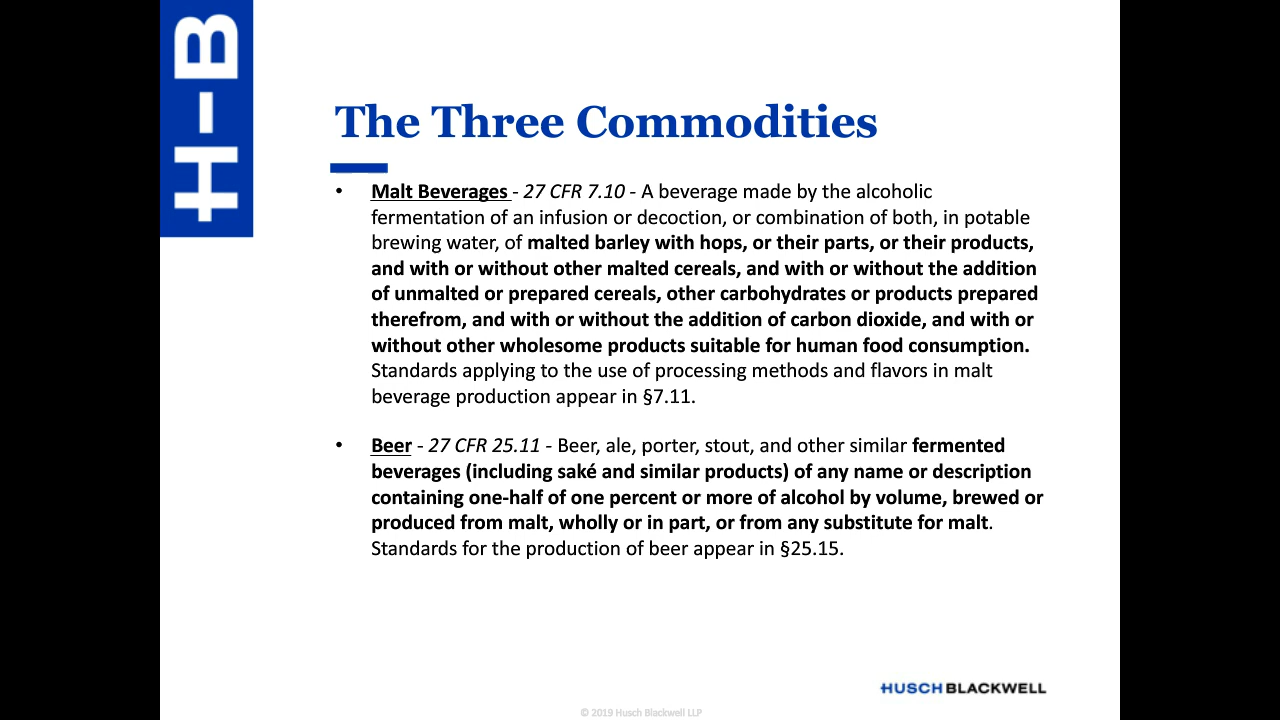 H-B
The Three Commodities
• Malt Beverages - 27 CFR 7.10 - A beverage made by the alcoholic
fermentation of an infusion or decoction, or combination of both, in potable
brewing water, of malted barley with hops, or their parts, or their products,
and with or without other malted cereals, and with or without the addition
of unmalted or prepared cereals, other carbohydrates or products prepared
therefrom, and with or without the addition of carbon dioxide, and with or
without other wholesome products suitable for human food consumption.
Standards applying to the use of processing methods and flavors in malt
beverage production appear in §7.11.
• Beer - 27 CFR 25.11 - Beer, ale, porter, stout, and other similar fermented
beverages (including saké and similar products) of any name or description
containing one-half of one percent or more of alcohol by volume, brewed or
produced from malt, wholly or in part, or from any substitute for malt.
Standards for the production of beer appear in §25.15.
HUSCH BLACKWELL
© 2019 Husch Blackwell LLP